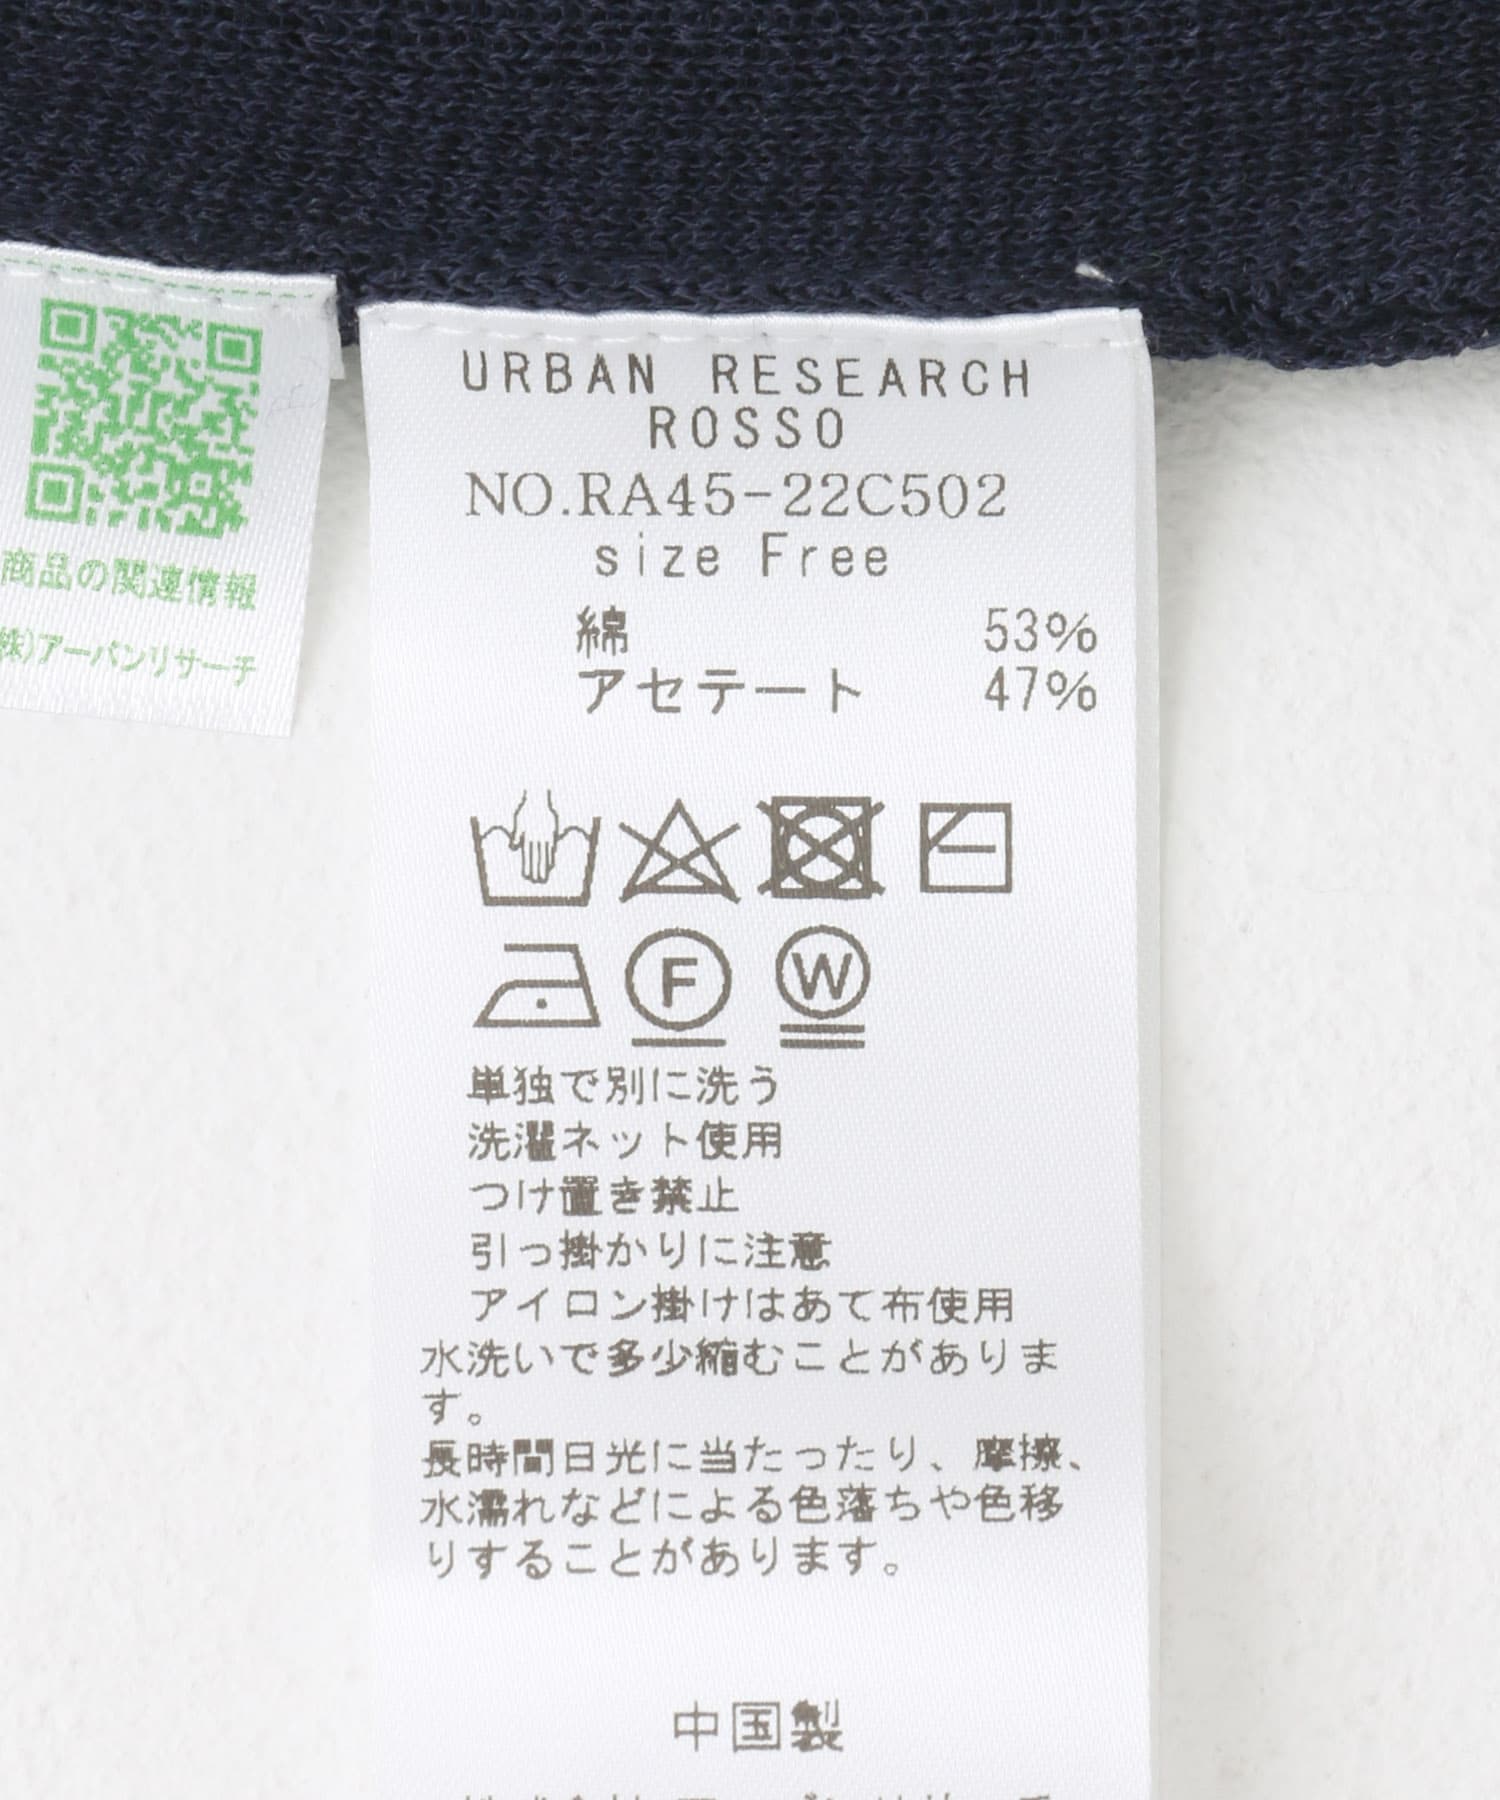 商品の関連情報
株)アーバンリサーチ
URBAN RESEARCH
ROSSO
NO.RA45-22C502
size Free
綿 53%
アセテート 47%
F
W
単独で別に洗う
洗濯ネット使用
つけ置き禁止
引っ掛かりに注意
アイロン掛けはあて布使用
水洗いで多少縮むことがありま
す。
長時間日光に当たったり、摩擦、
水濡れなどによる色落ちや色移
りすることがあります。
中国製